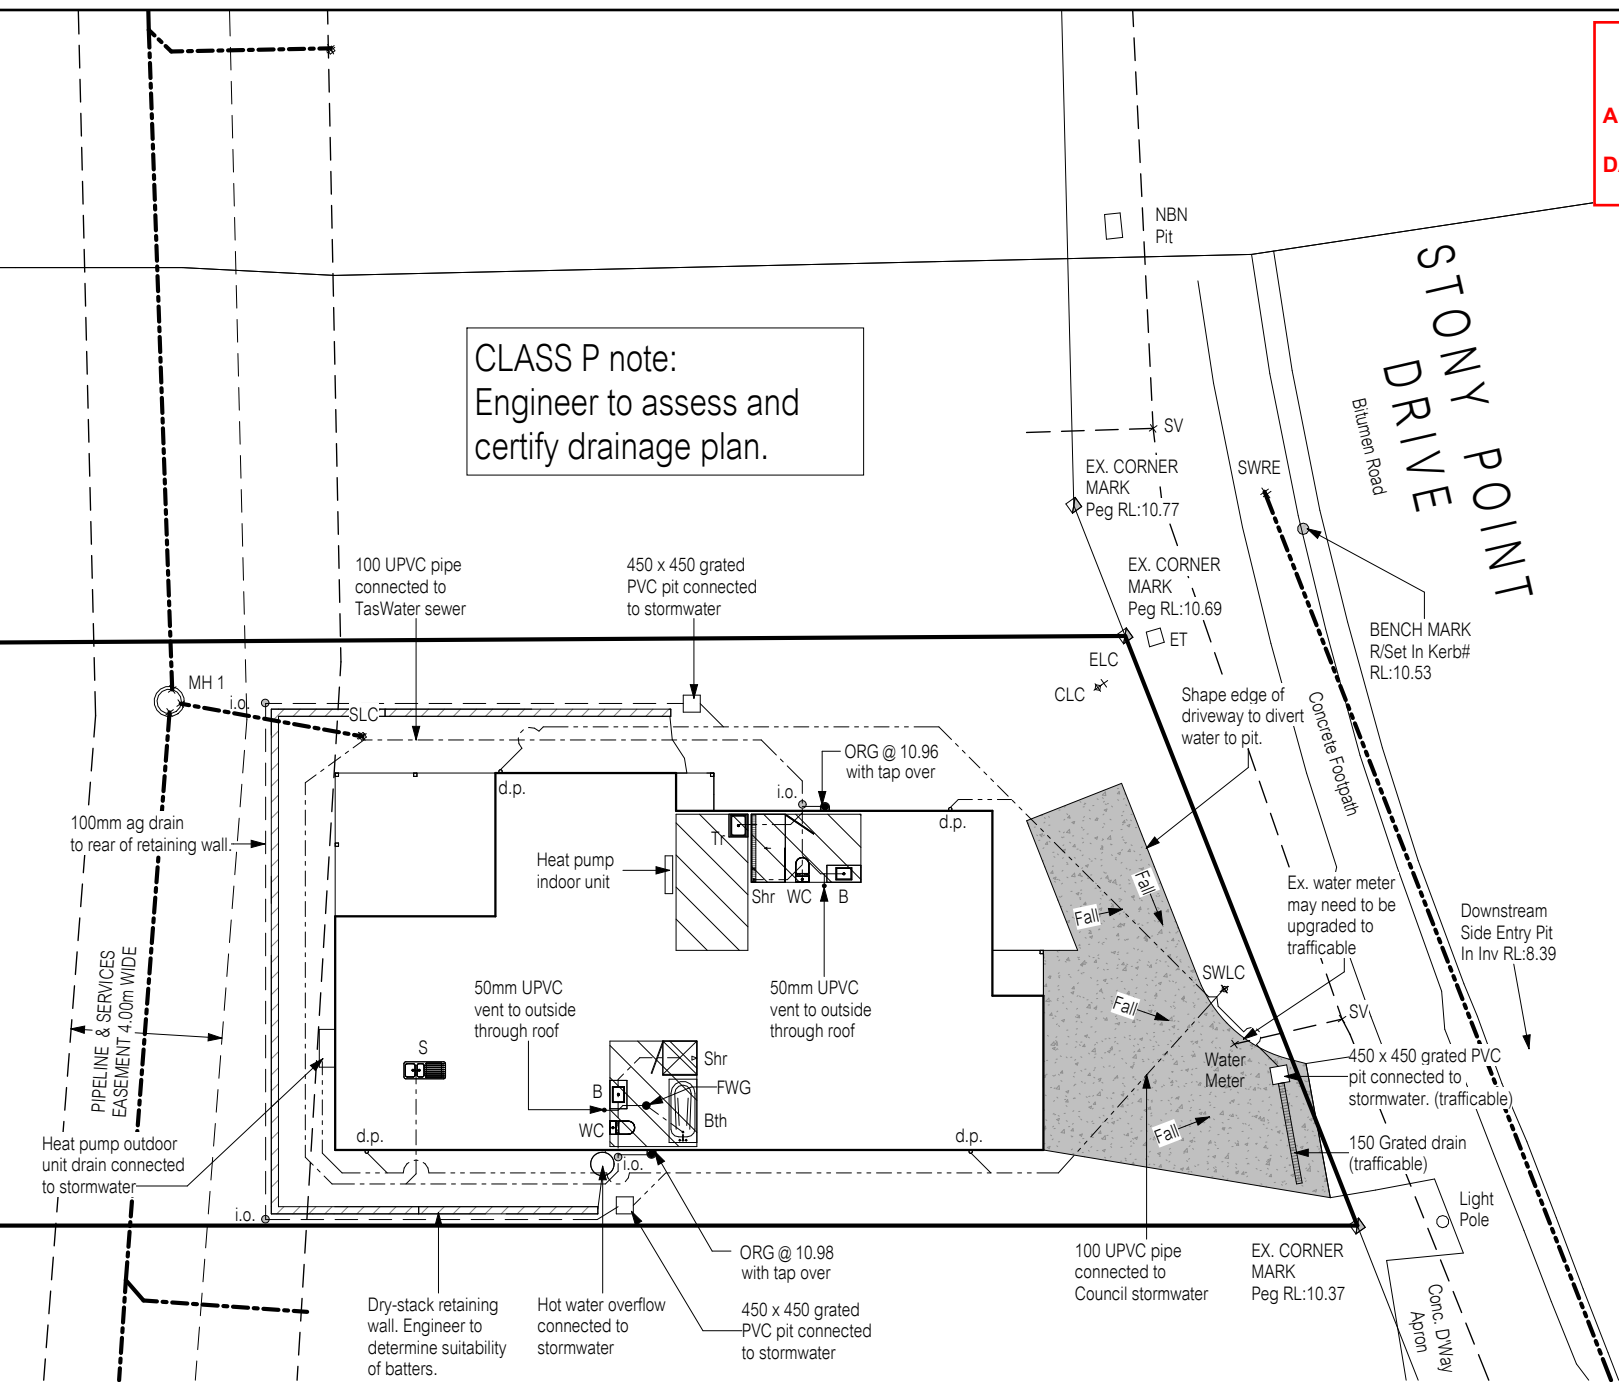 A
D
NBN
Pit
STONY POINT
DRIVE
Bitumen Road
CLASS P note:
Engineer to assess and
certify drainage plan.
SV
EX. CORNER
MARK
Peg RL:10.77
SWRE
100 UPVC pipe
connected to
TasWater sewer
450 x 450 grated
PVC pit connected
to stormwater
EX. CORNER
MARK
Peg RL:10.69
ET
BENCH MARK
R/Set In Kerb#
RL:10.53
ELC
CLC
MH 1
i.o.
SLC
Shape edge of
driveway to divert
water to pit.
Concrete Footpath
ORG @ 10.96
with tap over
d.p.
i.o.
d.p.
100mm ag drain
to rear of retaining wall.
Tr
Heat pump
indoor unit
Shr
WC
B
Fall
Fall
Ex. water meter
may need to be
upgraded to
trafficable
Downstream
Side Entry Pit
In Inv RL:8.39
PIPELINE & SERVICES
EASEMENT 4.00m WIDE
50mm UPVC
vent to outside
through roof
50mm UPVC
vent to outside
through roof
SWLC
Fall
SV
S
Shr
B
FWG
WC
Bth
Water
Meter
450 x 450 grated PVC
pit connected to
stormwater. (trafficable)
Fall
Heat pump outdoor
unit drain connected
to stormwater
d.p.
i.o.
d.p.
150 Grated drain
(trafficable)
i.o.
Light
Pole
ORG @ 10.98
with tap over
100 UPVC pipe
connected to
Council stormwater
EX. CORNER
MARK
Peg RL:10.37
Dry-stack retaining
wall. Engineer to
determine suitability
of batters.
Hot water overflow
connected to
stormwater
450 x 450 grated
PVC pit connected
to stormwater
Conc. D'Way
Apron